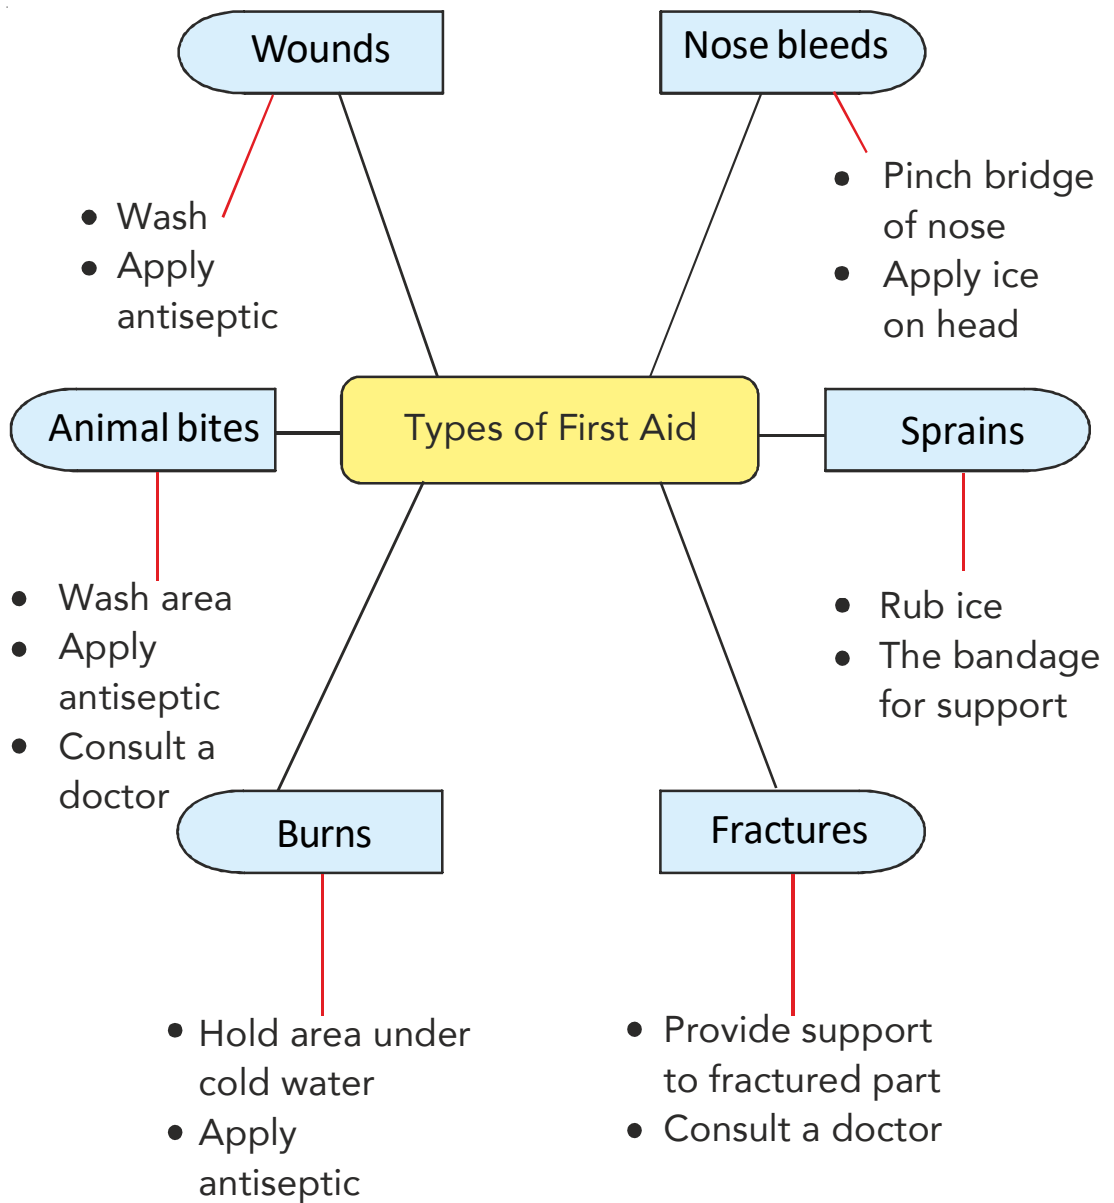 Wounds
Nose bleeds
• Wash
• Apply
antiseptic
• Pinch bridge
of nose
• Apply ice
on head
Animal bites
Types of First Aid
Sprains
• Wash area
• Apply
antiseptic
• Consult a
doctor
• Rub ice
• The bandage
for support
Burns
Fractures
• Hold area under
cold water
• Apply
antiseptic
• Provide support
to fractured part
• Consult a doctor